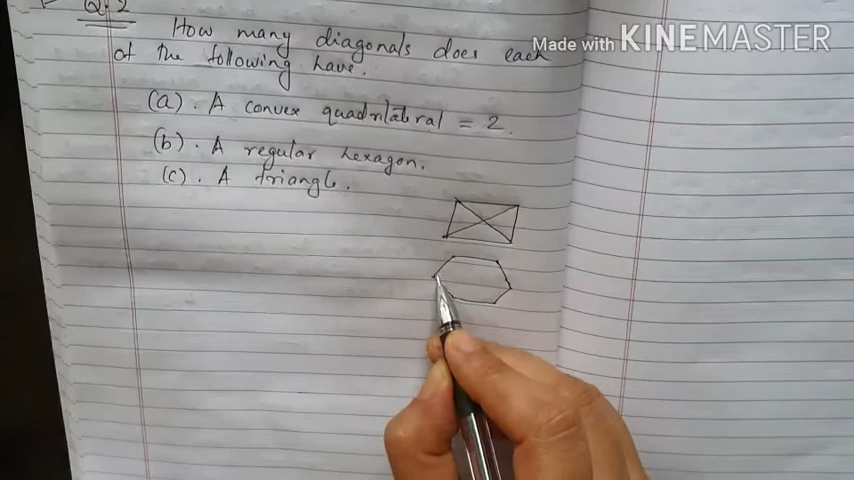 Q.2
How many diagonals does each
of the following have.
(a). A convex quadrilateral = 2.
(b). A regular hexagon.
(c). A triangle.
Made with KINEMASTER